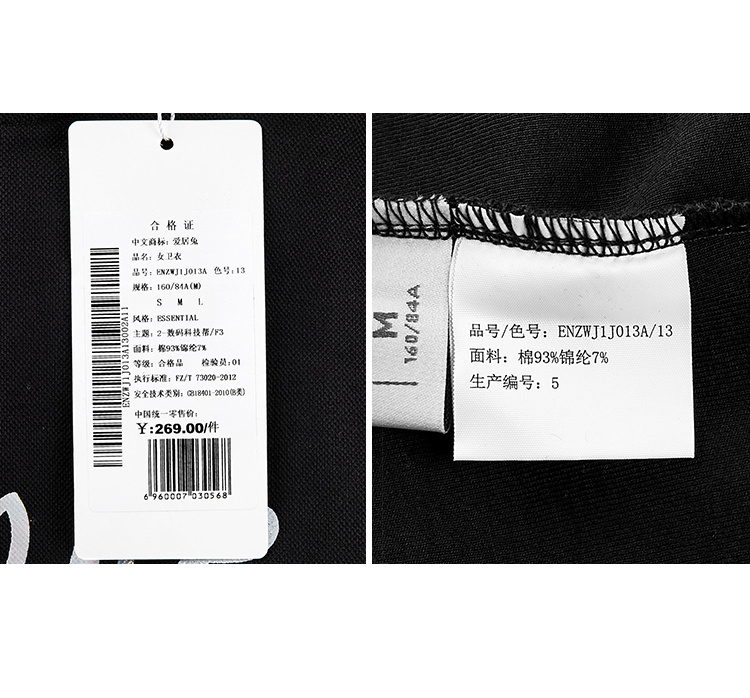 合格证
中文商标: 爱居兔
品名: 女卫衣
品号: ENZWJ1J013A 色号:13
规格: 160/84A(M)
S M L
风格: ESSENTIAL
主题: 2-数码科技帮/F3
面料: 棉93%锦纶7%
等级: 合格品 检验员:01
执行标准: FZ/T 73020-2012
安全技术类别: GB18401-2010(B类)
中国统一零售价:
¥:269.00/件
6 960007 030568
ENZWJ1J013A13002A11
M
160/84A
品号/色号: ENZWJ1J013A/13
面料: 棉93%锦纶7%
生产编号: 5